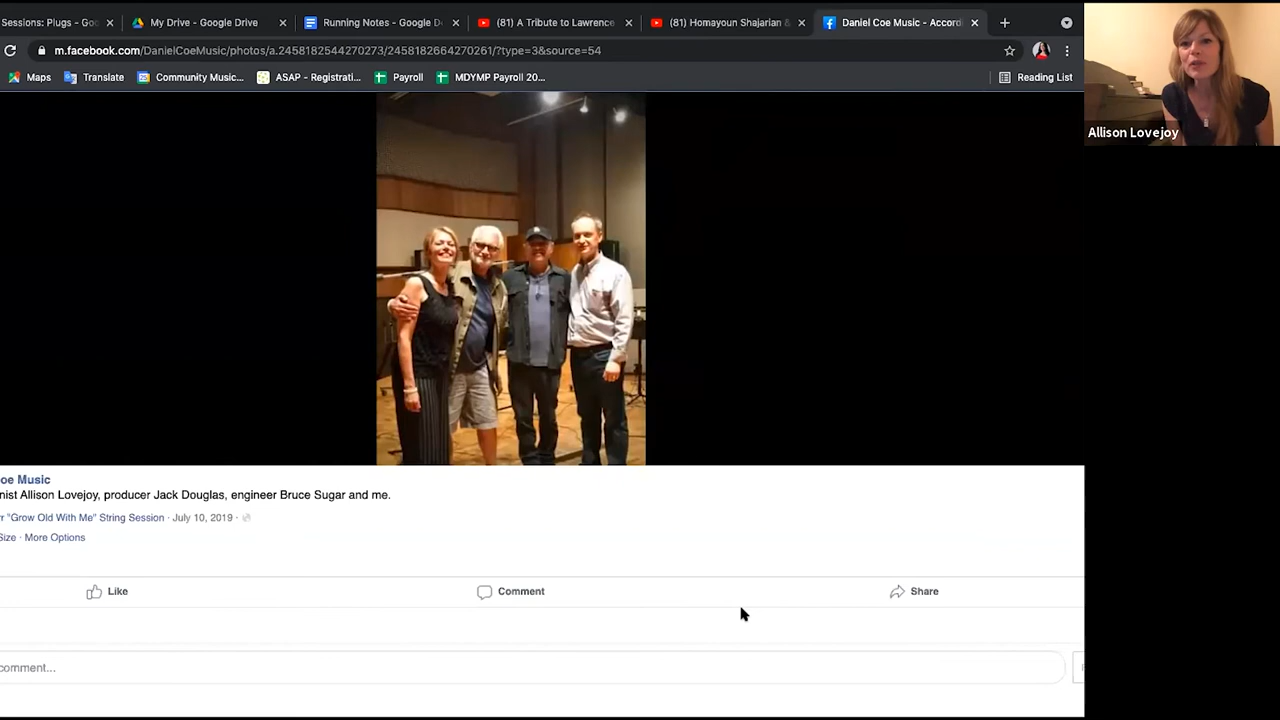 Sessions: Plugs - Goo
My Drive - Google Drive
Running Notes - Google D
(81) A Tribute to Lawrence
(81) Homayoun Shajarian &
Daniel Coe Music - Accord
m.facebook.com/DanielCoeMusic/photos/a.2458182544270273/2458182664270261/?type=3&source=54
Maps
Translate
Community Music...
ASAP - Registrati...
Payroll
MDYMP Payroll 20...
Reading List
Allison Lovejoy
oe Music
nist Allison Lovejoy, producer Jack Douglas, engineer Bruce Sugar and me.
r "Grow Old With Me" String Session · July 10, 2019 ·
Size · More Options
Like
Comment
Share
comment...